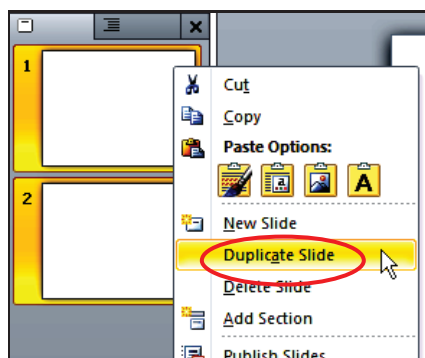 1
Cut
Copy
Paste Options:
A
2
New Slide
Duplicate Slide
Delete Slide
Add Section
Publish Slides